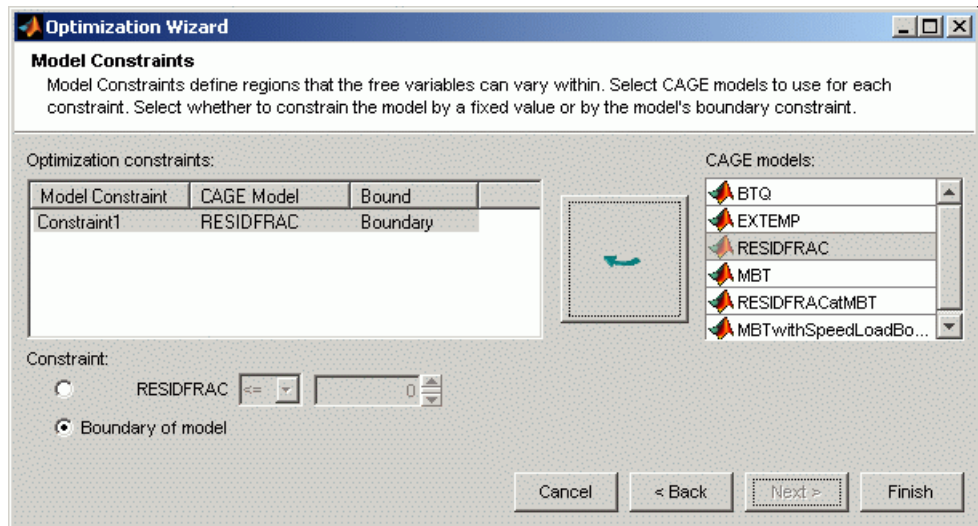 Optimization Wizard
Model Constraints
Model Constraints define regions that the free variables can vary within. Select CAGE models to use for each
constraint. Select whether to constrain the model by a fixed value or by the model's boundary constraint.
Optimization constraints:
Model Constraint CAGE Model Bound
Constraint1 RESIDFRAC Boundary
CAGE models:
BTQ
EXTEMP
RESIDFRAC
MBT
RESIDFRACatMBT
MBTwithSpeedLoadBo...
Constraint:
RESIDFRAC <= 0
Boundary of model
Cancel < Back Next > Finish